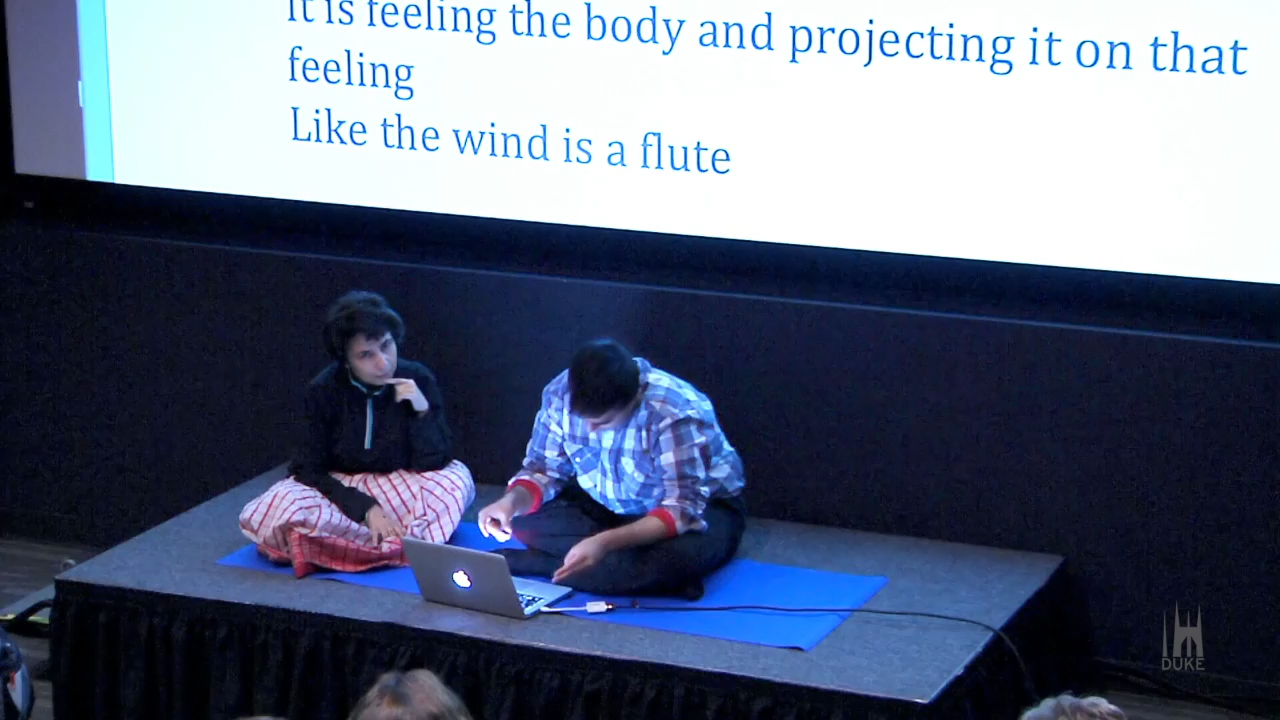 it is feeling the body and projecting it on that
feeling
Like the wind is a flute
DUKE